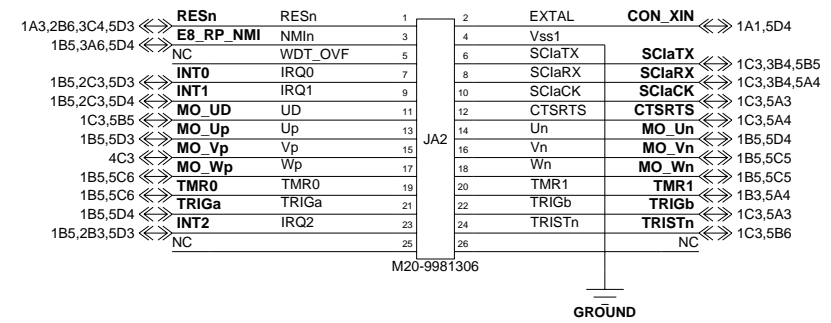 1A3,2B6,3C4,5D3 RESn RESn 1 2 EXTAL CON_XIN 1A1,5D4
1B5,3A6,5D4 E8_RP_NMI NMIn 3 4 Vss1
NC WDT_OVF 5 6 SCIaTX SCIaTX 1C3,3B4,5B5
1B5,2C3,5D3 INT0 IRQ0 7 8 SCIaRX SCIaRX 1C3,3B4,5A4
1B5,2C3,5D4 INT1 IRQ1 9 10 SCIaCK SCIaCK 1C3,5A3
1C3,5B5 MO_UD UD 11 12 CTSRTS CTSRTS 1C3,5A4
1B5,5D3 MO_Up Up 13 14 Un MO_Un 1B5,5D4
4C3 MO_Vp Vp 15 JA2 16 Vn MO_Vn 1B5,5C5
1B5,5C6 MO_Wp Wp 17 18 Wn MO_Wn 1B5,5C5
1B5,5C6 TMR0 TMR0 19 20 TMR1 TMR1 1B3,5A4
1B5,5D4 TRIGa TRIGa 21 22 TRIGb TRIGb 1C3,5A3
1B5,2B3,5D3 INT2 IRQ2 23 24 TRISTn TRISTn 1C3,5B6
NC 25 26 NC
M20-9981306
GROUND